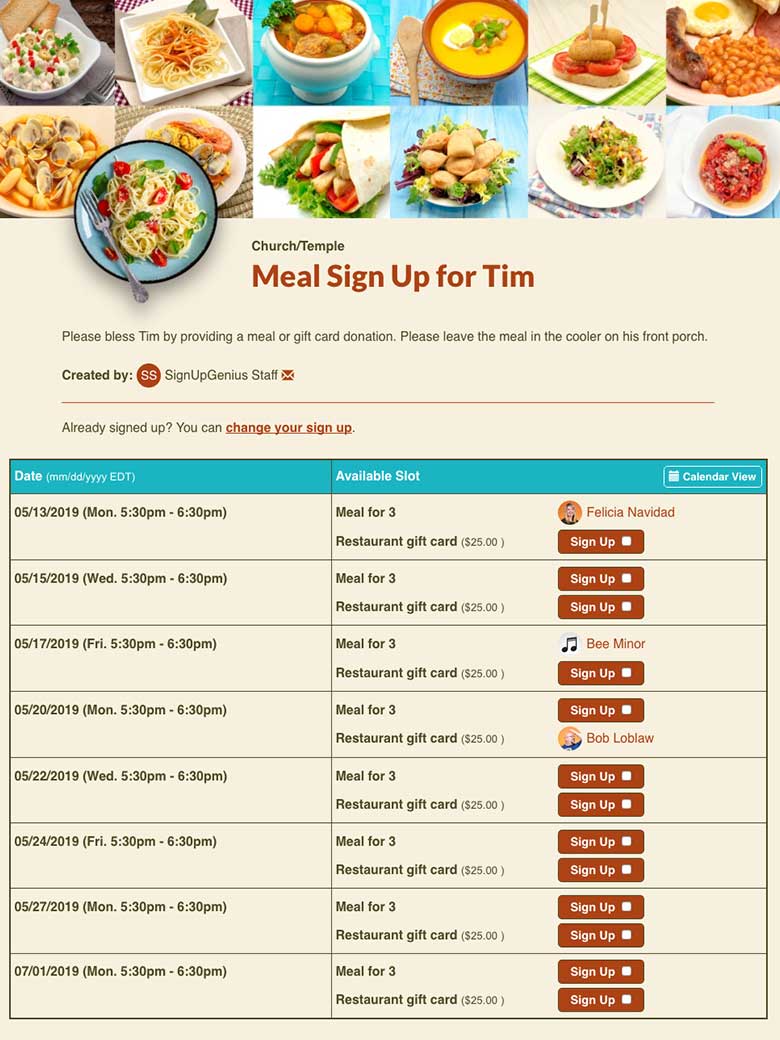 Church/Temple
Meal Sign Up for Tim
Please bless Tim by providing a meal or gift card donation. Please leave the meal in the cooler on his front porch.
Created by: SS SignUpGenius Staff
Already signed up? You can change your sign up.
Date (mm/dd/yyyy EDT) Available Slot Calendar View
05/13/2019 (Mon. 5:30pm - 6:30pm) Meal for 3 Felicia Navidad
Restaurant gift card ($25.00 ) Sign Up
05/15/2019 (Wed. 5:30pm - 6:30pm) Meal for 3 Sign Up
Restaurant gift card ($25.00 ) Sign Up
05/17/2019 (Fri. 5:30pm - 6:30pm) Meal for 3 Bee Minor
Restaurant gift card ($25.00 ) Sign Up
05/20/2019 (Mon. 5:30pm - 6:30pm) Meal for 3 Sign Up
Restaurant gift card ($25.00 ) Bob Loblaw
05/22/2019 (Wed. 5:30pm - 6:30pm) Meal for 3 Sign Up
Restaurant gift card ($25.00 ) Sign Up
05/24/2019 (Fri. 5:30pm - 6:30pm) Meal for 3 Sign Up
Restaurant gift card ($25.00 ) Sign Up
05/27/2019 (Mon. 5:30pm - 6:30pm) Meal for 3 Sign Up
Restaurant gift card ($25.00 ) Sign Up
07/01/2019 (Mon. 5:30pm - 6:30pm) Meal for 3 Sign Up
Restaurant gift card ($25.00 ) Sign Up